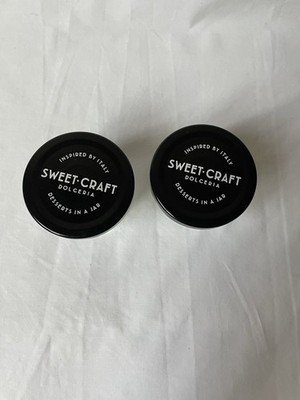 INSPIRED BY ITALY
SWEET·CRAFT
DOLCERIA
DESSERTS IN A JAR
INSPIRED BY ITALY
SWEET·CRAFT
DOLCERIA
DESSERTS IN A JAR